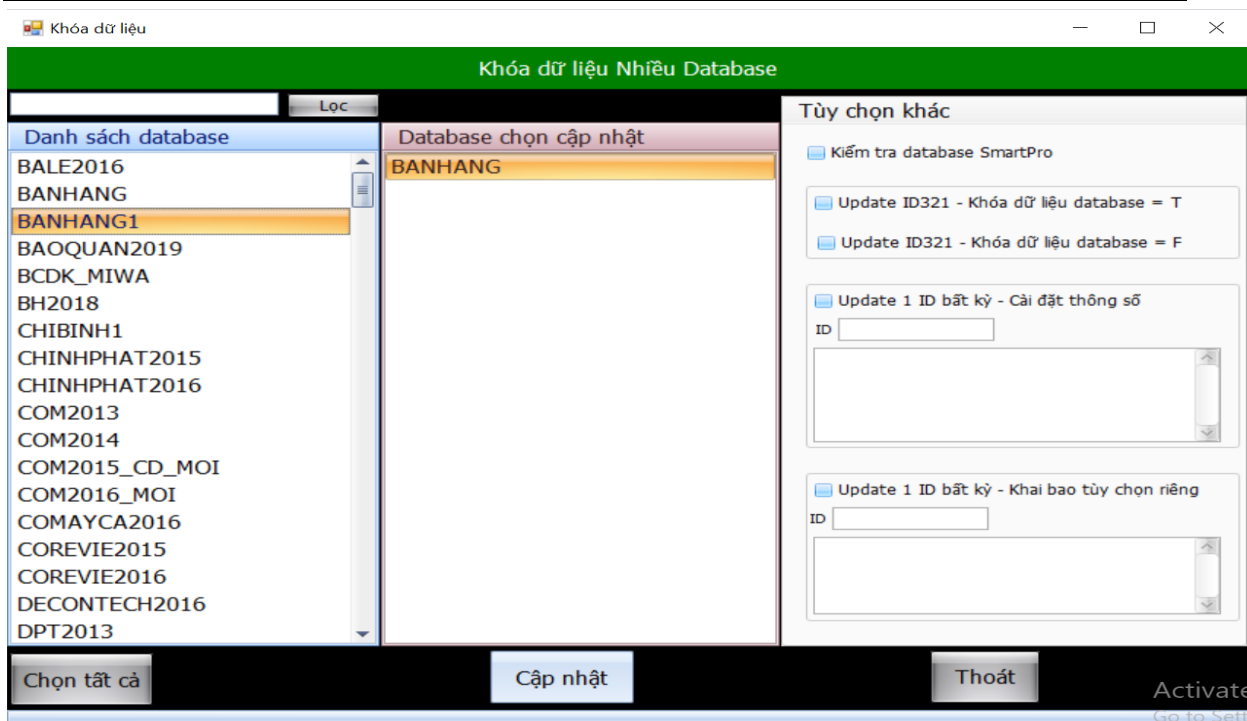 Khóa dữ liệu
Khóa dữ liệu Nhiều Database
Lọc
Danh sách database
BALE2016
BANHANG
BANHANG1
BAOQUAN2019
BCDK_MIWA
BH2018
CHIBINH1
CHINHPHAT2015
CHINHPHAT2016
COM2013
COM2014
COM2015_CD_MOI
COM2016_MOI
COMAYCA2016
COREVIE2015
COREVIE2016
DECONTECH2016
DPT2013
Database chọn cập nhật
BANHANG
Tùy chọn khác
Kiểm tra database SmartPro
Update ID321 - Khóa dữ liệu database = T
Update ID321 - Khóa dữ liệu database = F
Update 1 ID bất kỳ - Cài đặt thông số
ID
Update 1 ID bất kỳ - Khai bao tùy chọn riêng
ID
Chọn tất cả
Cập nhật
Thoát
Activate
Go to Sett